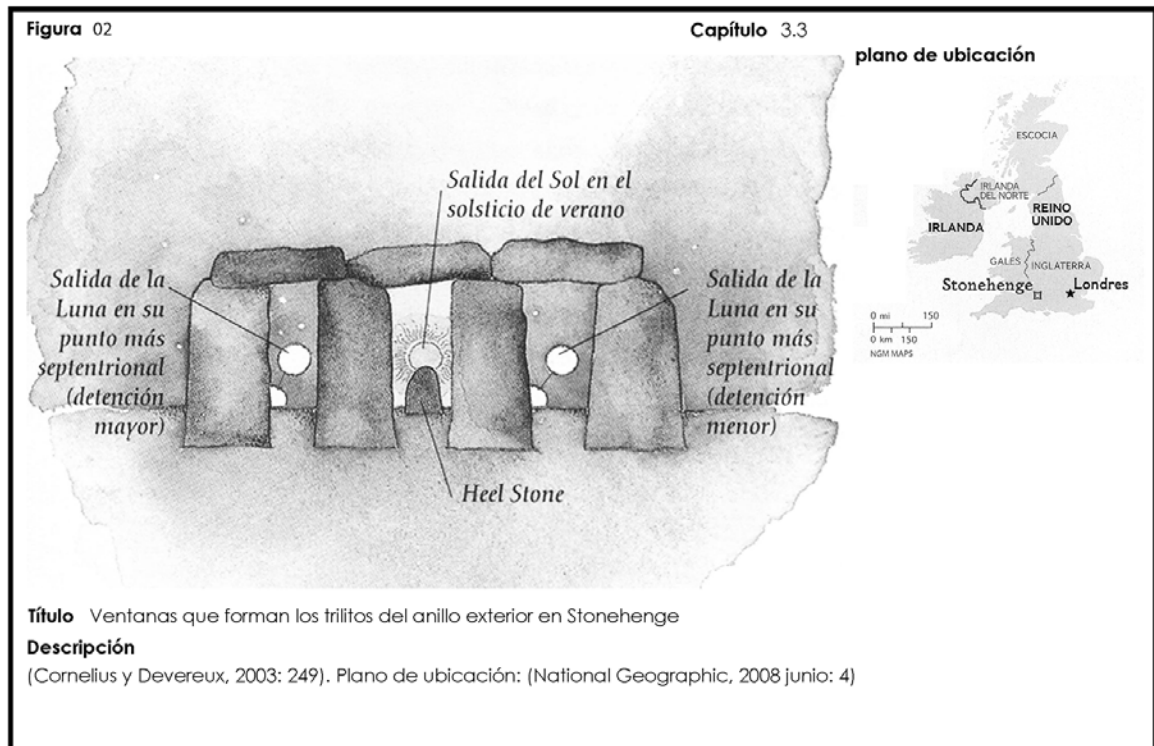 Figura 02
Capítulo 3.3
plano de ubicación
Salida del Sol en el
solsticio de verano
Salida de la
Luna en su
punto más
septentrional
(detención
mayor)
Salida de la
Luna en su
punto más
septentrional
(detención
menor)
Heel Stone
ESCOCIA
IRLANDA
DEL NORTE
REINO
UNIDO
IRLANDA
GALES
INGLATERRA
Stonehenge
Londres
0 mi 150
0 km 150
NGM MAPS
Título Ventanas que forman los trilitos del anillo exterior en Stonehenge
Descripción
(Cornelius y Devereux, 2003: 249). Plano de ubicación: (National Geographic, 2008 junio: 4)